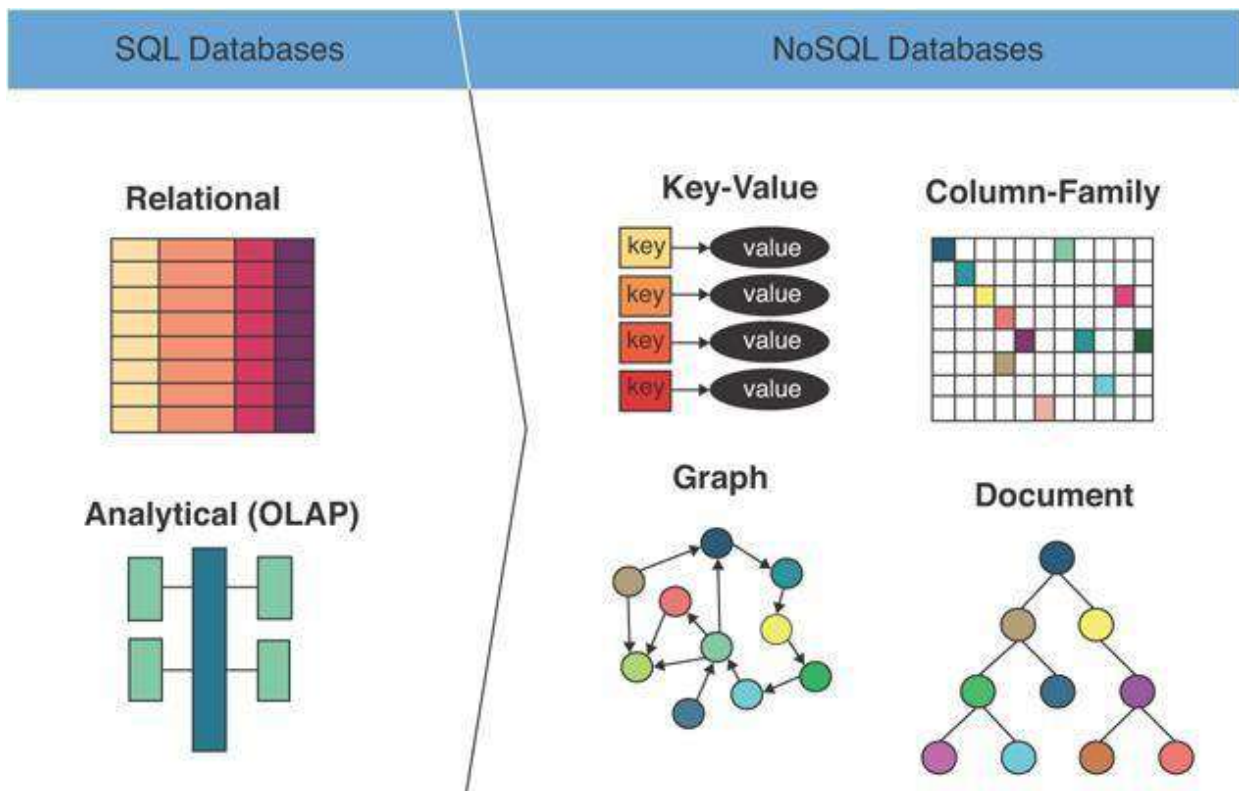 SQL Databases
NoSQL Databases
Relational
Analytical (OLAP)
Key-Value
key value
key value
key value
key value
Column-Family
Graph
Document